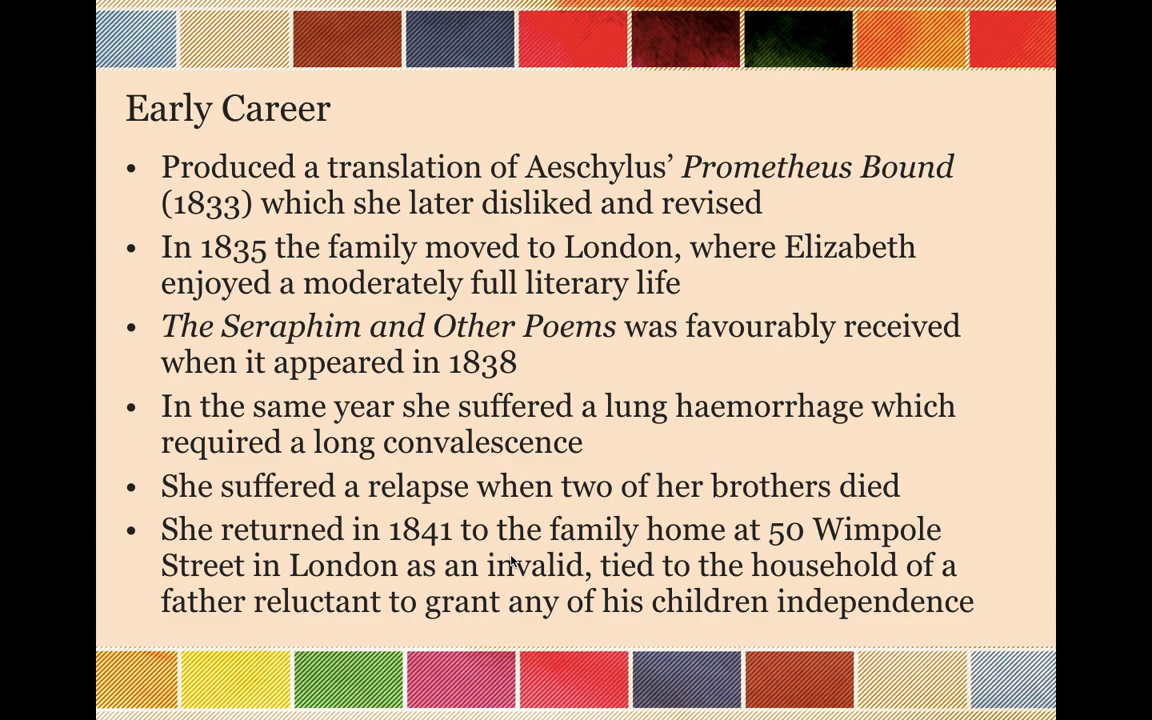 Early Career
• Produced a translation of Aeschylus’ Prometheus Bound
(1833) which she later disliked and revised
• In 1835 the family moved to London, where Elizabeth
enjoyed a moderately full literary life
• The Seraphim and Other Poems was favourably received
when it appeared in 1838
• In the same year she suffered a lung haemorrhage which
required a long convalescence
• She suffered a relapse when two of her brothers died
• She returned in 1841 to the family home at 50 Wimpole
Street in London as an invalid, tied to the household of a
father reluctant to grant any of his children independence